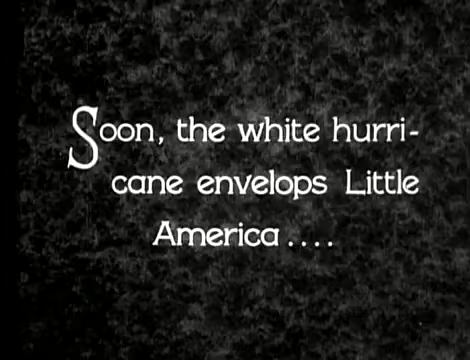 Soon, the white hurri-
cane envelops Little
America....